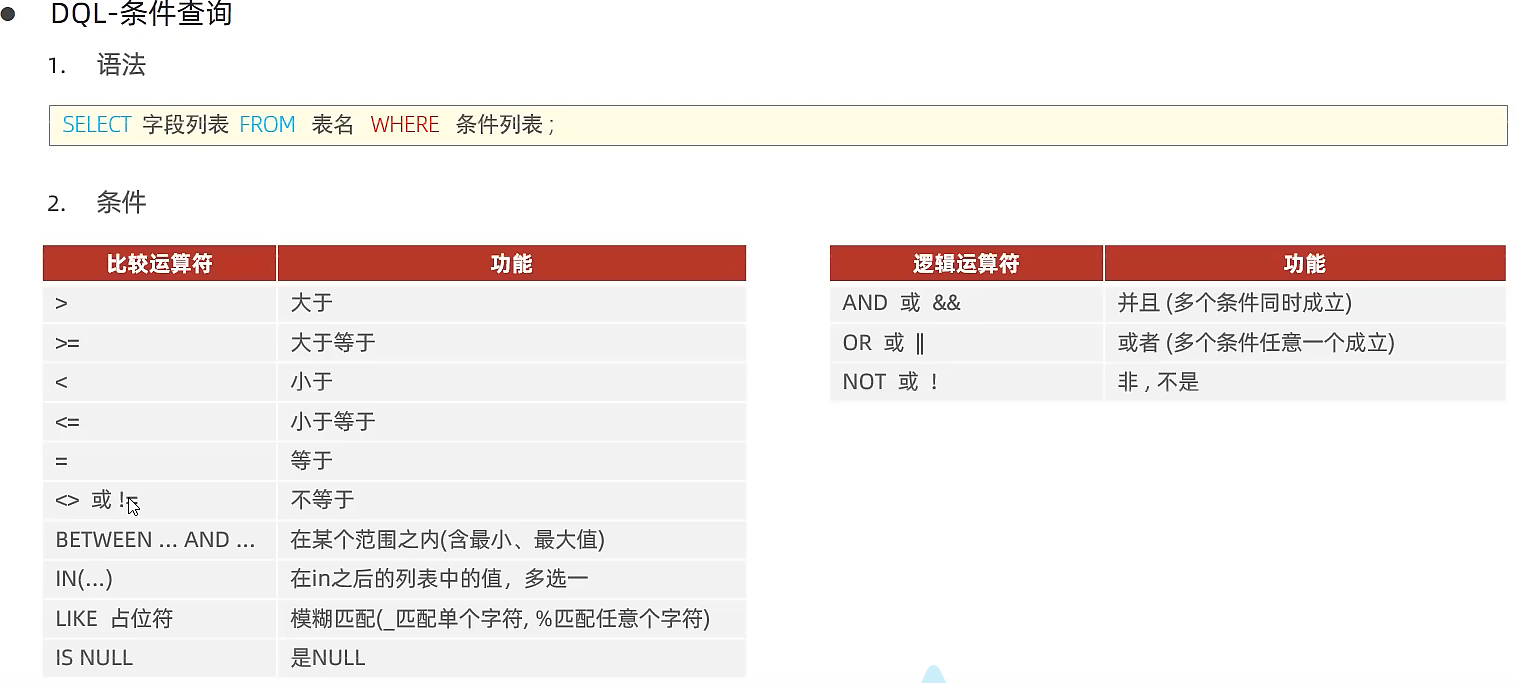 DQL-条件查询
1. 语法
SELECT 字段列表 FROM 表名 WHERE 条件列表 ;
2. 条件
比较运算符 功能
> 大于
>= 大于等于
< 小于
<= 小于等于
= 等于
<> 或 != 不等于
BETWEEN ... AND ... 在某个范围之内(含最小、最大值)
IN(...) 在in之后的列表中的值，多选一
LIKE 占位符 模糊匹配(_匹配单个字符, %匹配任意个字符)
IS NULL 是NULL
逻辑运算符 功能
AND 或 && 并且 (多个条件同时成立)
OR 或 || 或者 (多个条件任意一个成立)
NOT 或 ! 非 , 不是